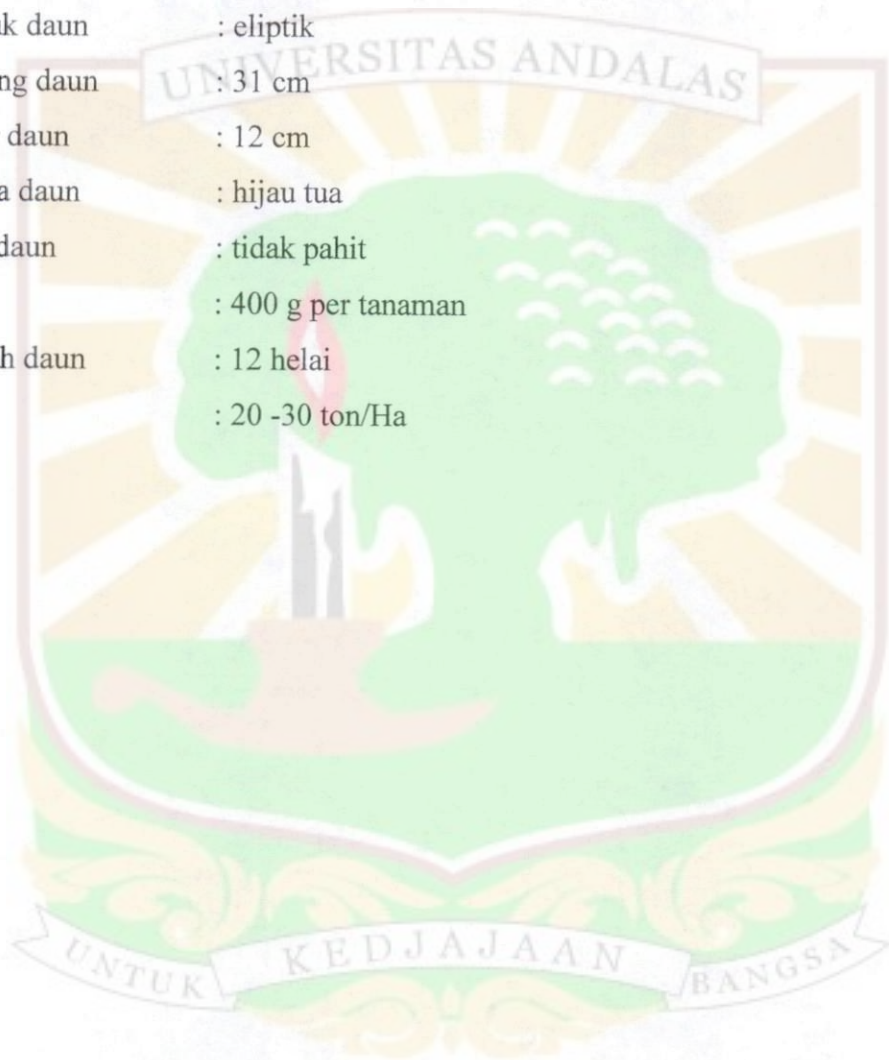 k daun : eliptik
UNIVERSITAS ANDALAS
ng daun : 31 cm
daun : 12 cm
a daun : hijau tua
daun : tidak pahit
: 400 g per tanaman
h daun : 12 helai
: 20 -30 ton/Ha
UNTUK KEDJAJAAN BANGSA